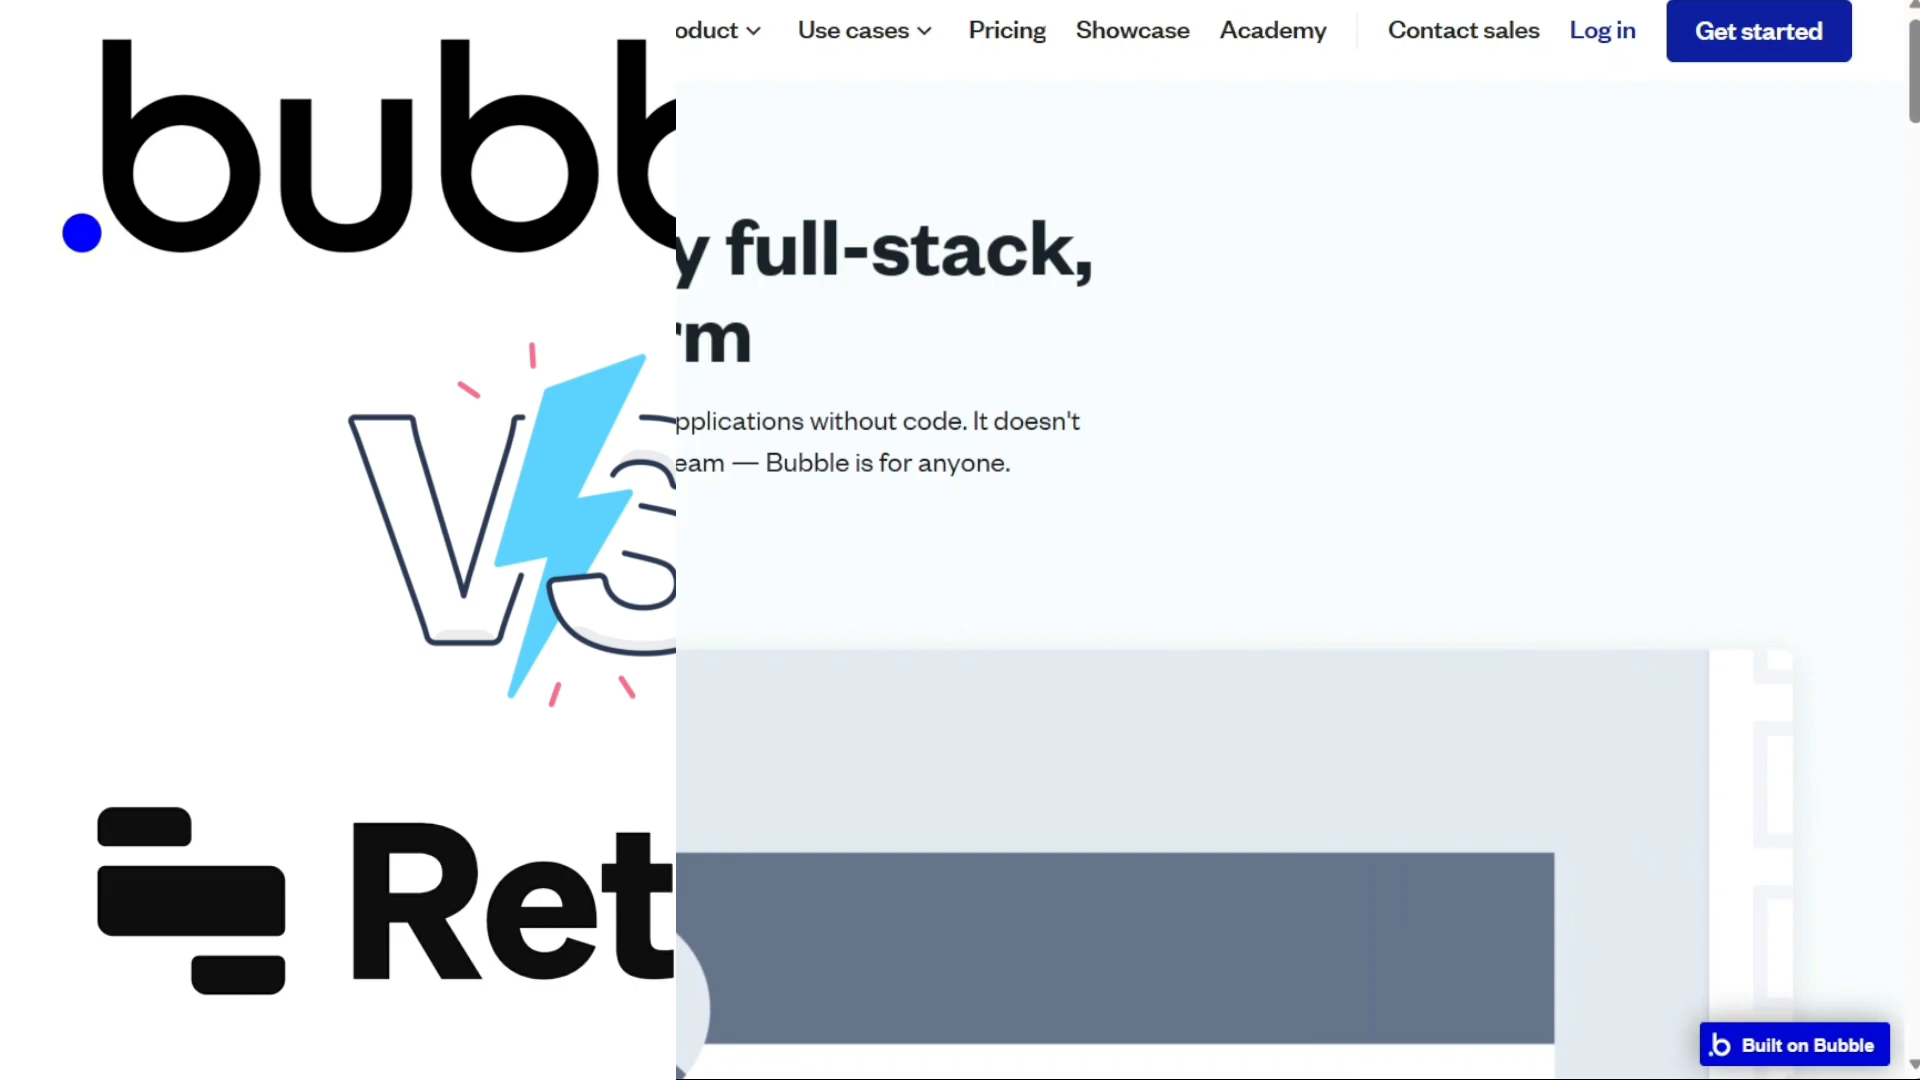 .bubb
VS
Ret
oduct
Use cases
Pricing
Showcase
Academy
Contact sales
Log in
Get started
y full-stack,
rm
pplications without code. It doesn't
eam — Bubble is for anyone.
.b Built on Bubble